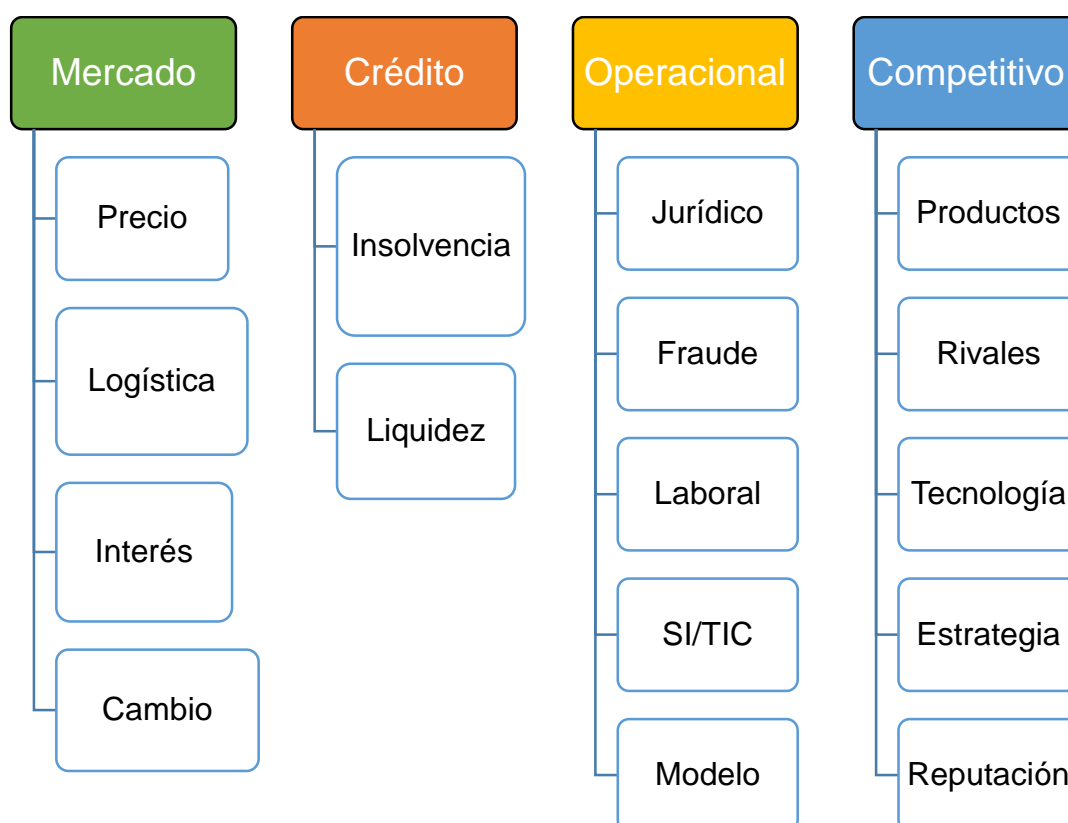 Mercado
Precio
Logística
Interés
Cambio
Crédito
Insolvencia
Liquidez
Operacional
Jurídico
Fraude
Laboral
SI/TIC
Modelo
Competitivo
Productos
Rivales
Tecnología
Estrategia
Reputación